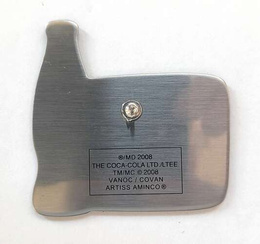 ®/MD 2008
THE COCA-COLA LTD./LTEE
TM/MC © 2008
VANOC / COVAN
ARTISS AMINCO ®